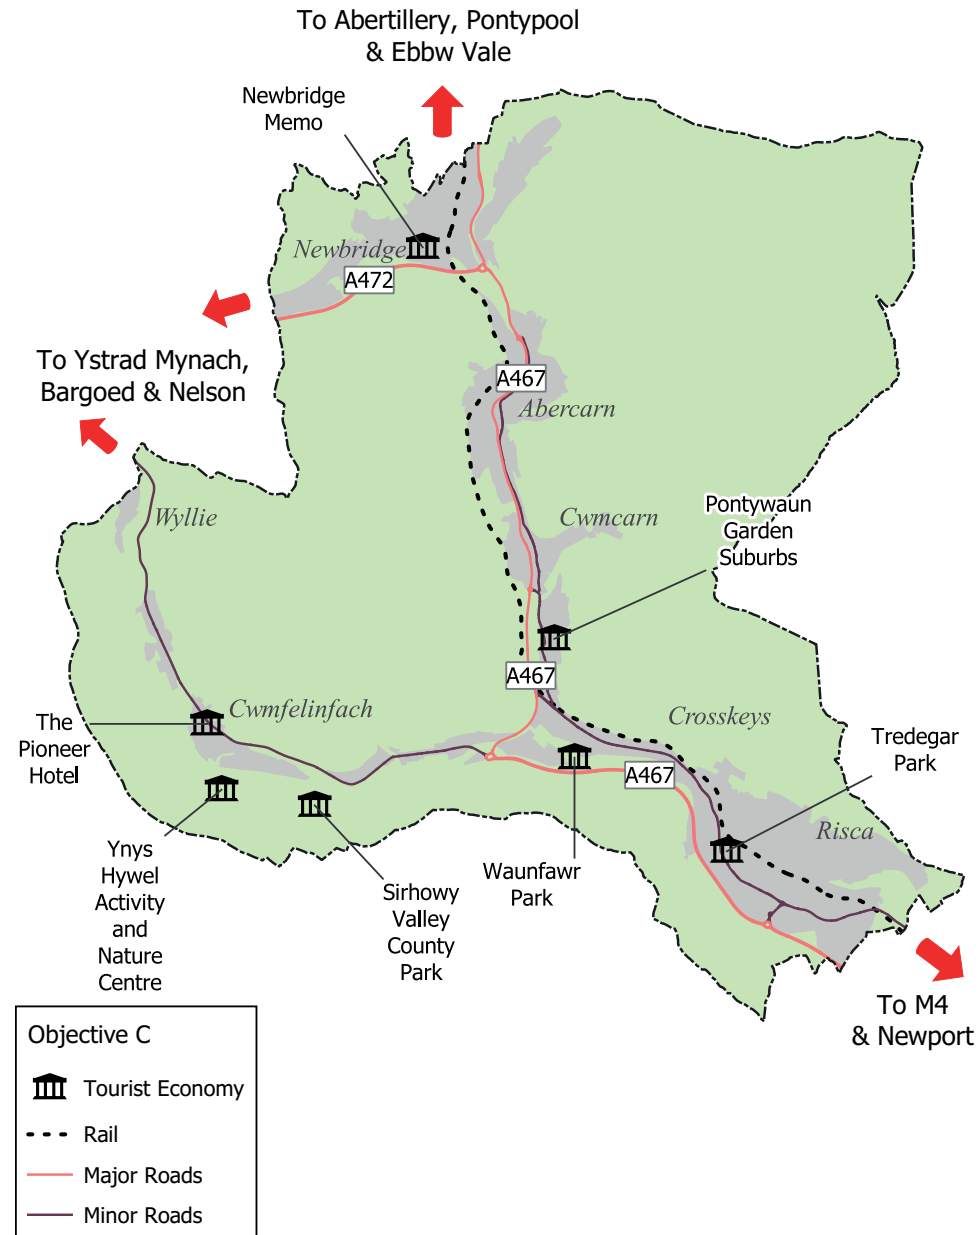 To Abertillery, Pontypool
& Ebbw Vale
Newbridge
Memo
Newbridge
A472
To Ystrad Mynach,
Bargoed & Nelson
A467
Abercarn
Wyllie
Cwmcarn
Pontywaun
Garden
Suburbs
A467
The
Pioneer
Hotel
Cwmfelinfach
Crosskeys
Tredegar
Park
A467
Risca
Ynys
Hywel
Activity
and
Nature
Centre
Sirhowy
Valley
County
Park
Waunfawr
Park
To M4
& Newport
Objective C
Tourist Economy
Rail
Major Roads
Minor Roads